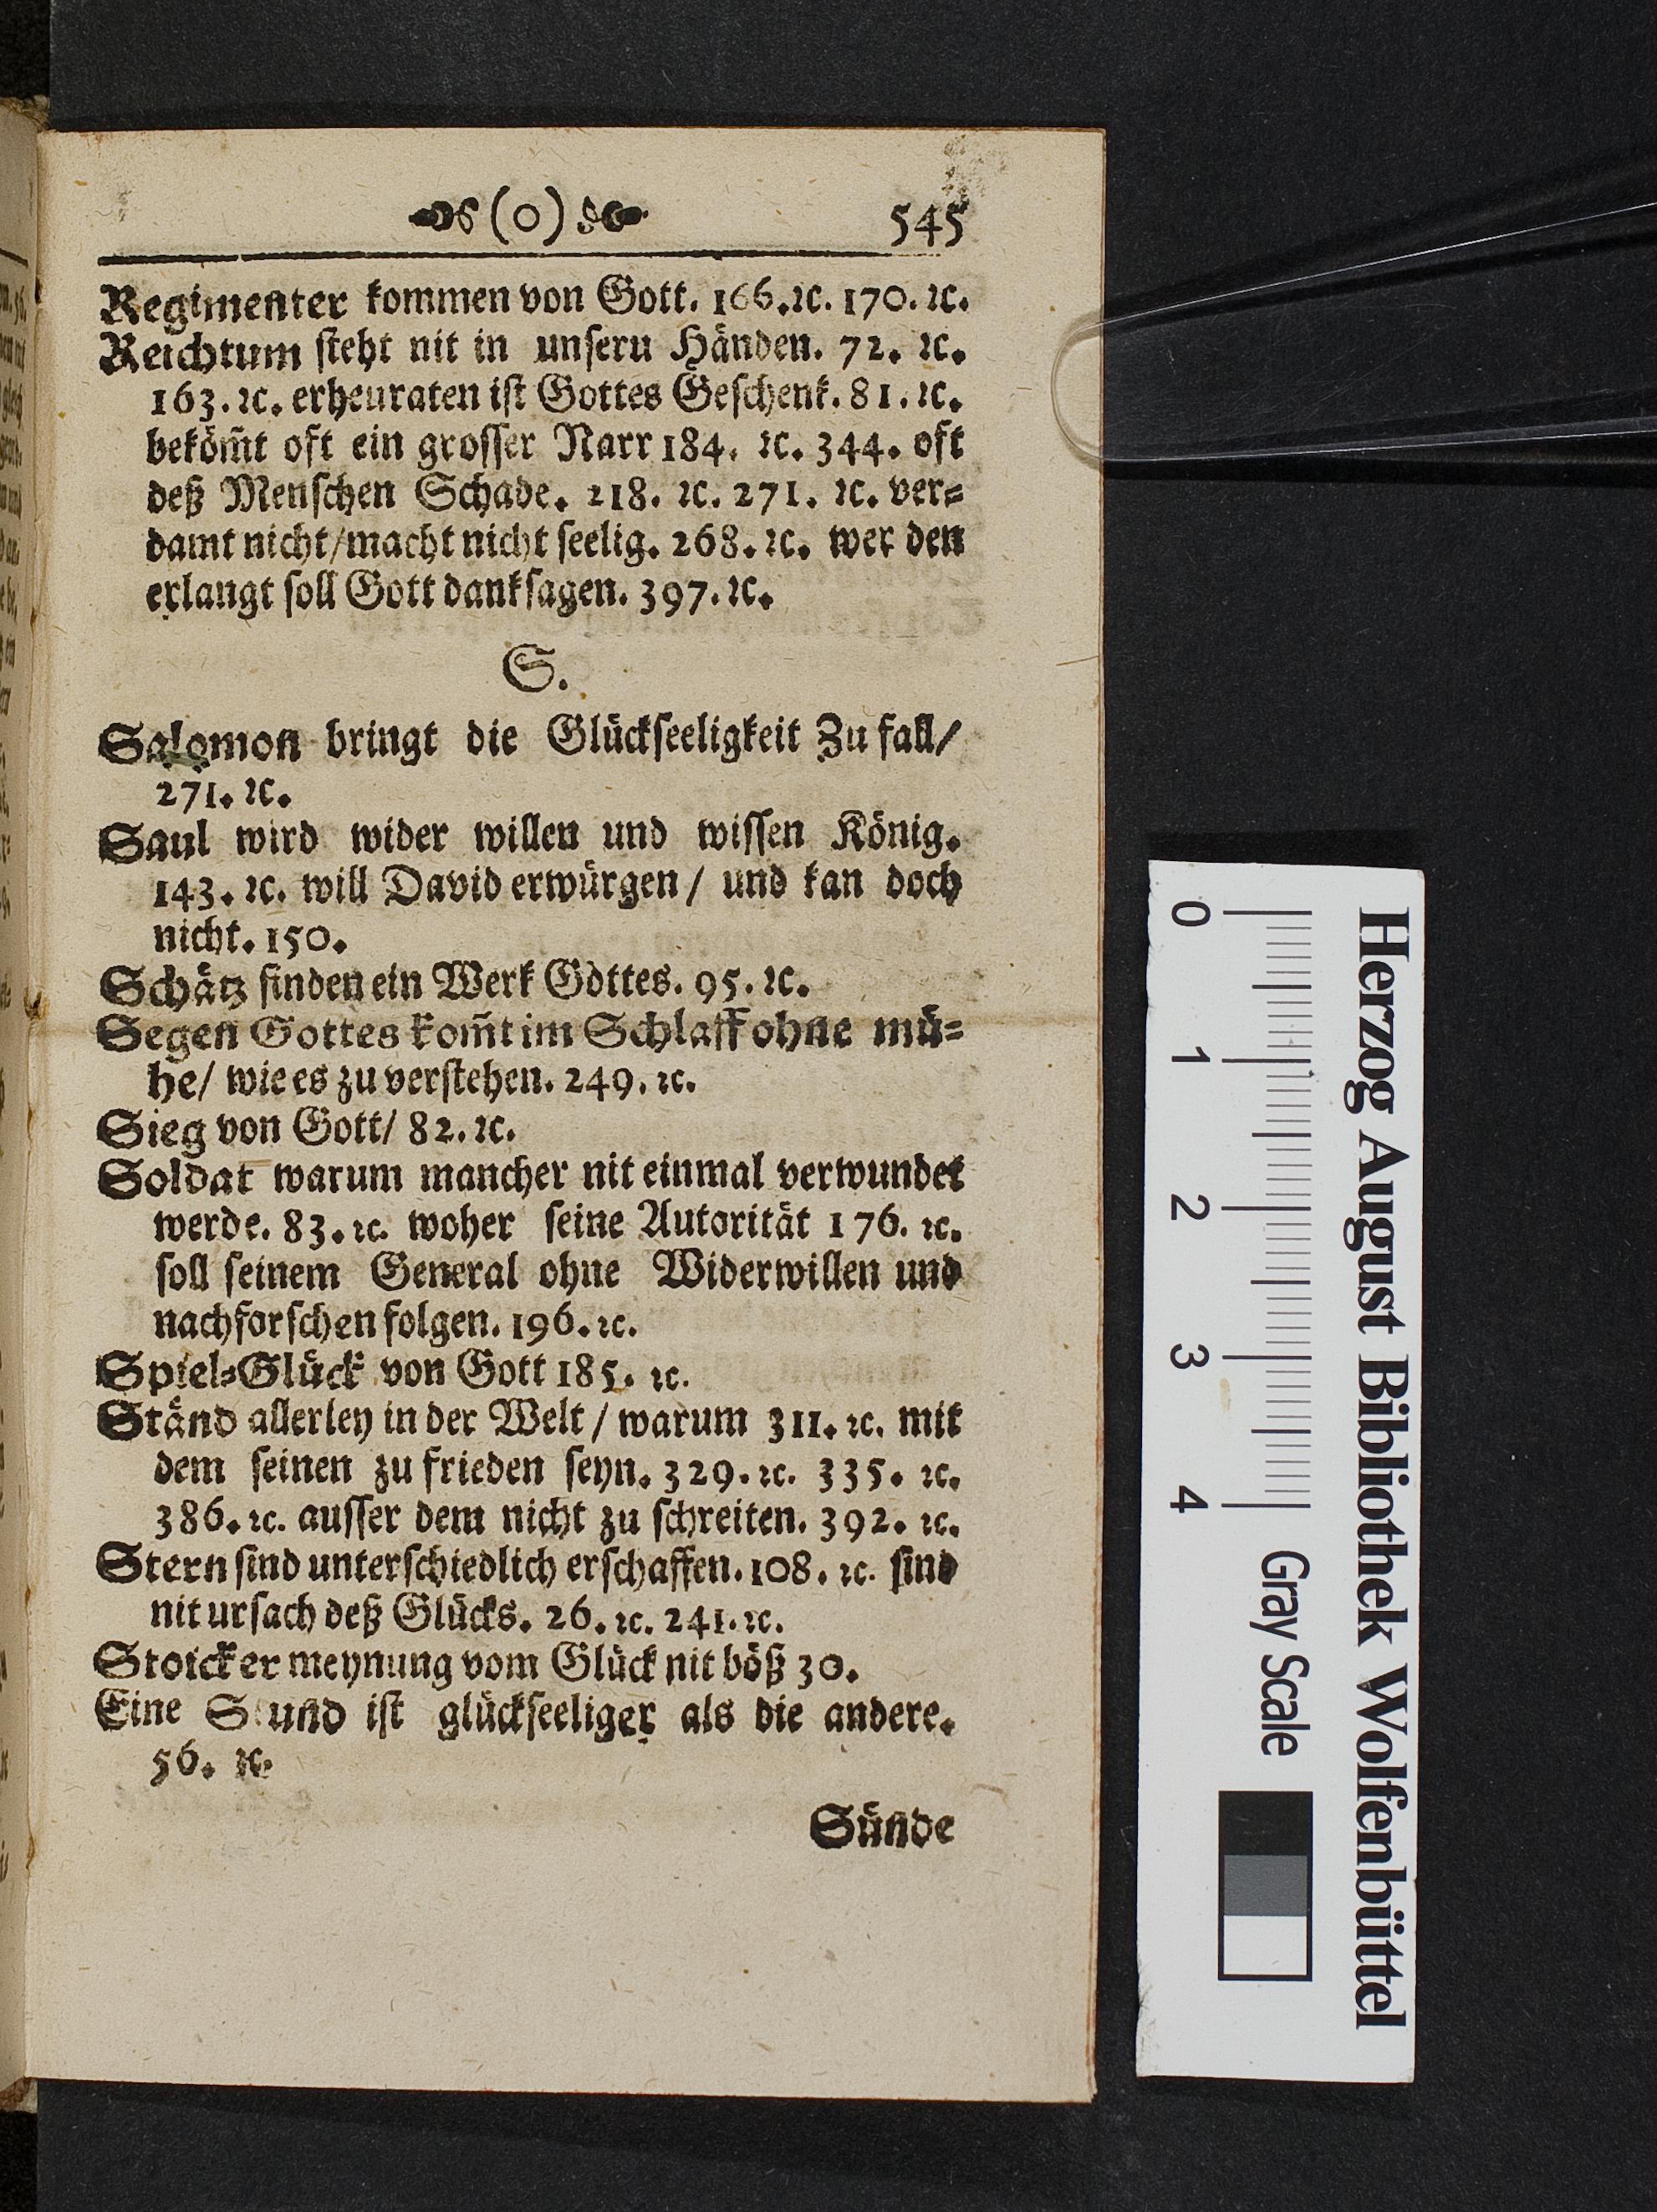 (0) 545
Regimenter kommen von Gott. 166.ꝛc. 170. ꝛc.
Reichtum steht nit in unseru Händen. 72. ꝛc.
163. ꝛc. erheuraten ist Gottes Geschenk. 81. ꝛc.
beköm̃t oft ein grosser Narr 184. ꝛc. 344. oft
deß Menschen Schade. 218. ꝛc. 271. ꝛc. ver=
damt nicht/macht nicht seelig. 268. ꝛc. wer den
erlangt soll Gott danksagen. 397. ꝛc.
S.
Salomon bringt die Glückseeligkeit Zu fall/
271. ꝛc.
Saul wird wider willen und wissen König.
143. ꝛc. will David erwürgen / und kan doch
nicht. 150.
Schätz finden ein Werk Gottes. 95. ꝛc.
Segen Gottes kom̃t im Schlaff ohne mü=
he/ wie es zu verstehen. 249. ꝛc.
Sieg von Gott/ 82. ꝛc.
Soldat warum mancher nit einmal verwundet
werde. 83. ꝛc. woher seine Autorität 176. ꝛc.
soll seinem General ohne Widerwillen und
nachforschen folgen. 196. ꝛc.
Spiel=Glück von Gott 185. ꝛc.
Ständ allerley in der Welt / warum 311. ꝛc. mit
dem seinen zu frieden seyn. 329. ꝛc. 335. ꝛc.
386. ꝛc. ausser dem nicht zu schreiten. 392. ꝛc.
Stern sind unterschiedlich erschaffen. 108. ꝛc. sind
nit ursach deß Glücks. 26. ꝛc. 241. ꝛc.
Stoicker meynung vom Glück nit böß 30.
Eine Stund ist glückseeliger als die andere.
56. ꝛc.
Sünde
Herzog August Bibliothek Wolfenbüttel
0 1 2 3 4 Gray Scale